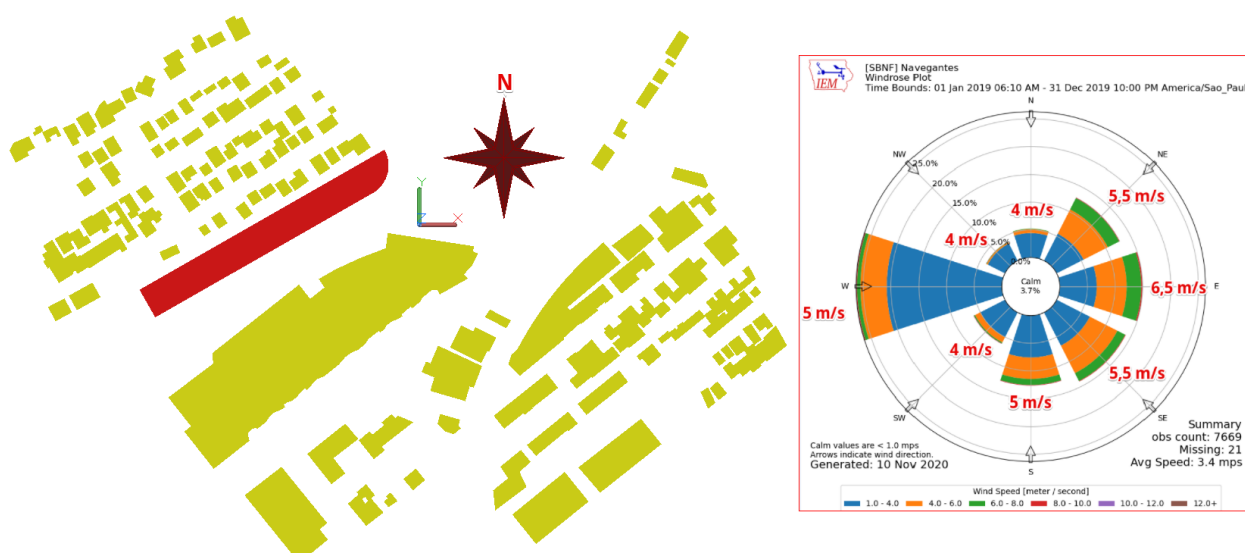 N
Y
Z
X
IEM
[SBNF] Navegantes
Windrose Plot
Time Bounds: 01 Jan 2019 06:10 AM - 31 Dec 2019 10:00 PM America/Sao_Paul
N
NW
NE
25.0%
20.0%
15.0%
10.0%
5.0%
0.0%
4 m/s
5,5 m/s
4 m/s
Calm
3.7%
W
E
6,5 m/s
5 m/s
4 m/s
5,5 m/s
5 m/s
SW
SE
S
Calm values are < 1.0 mps
Arrows indicate wind direction.
Generated: 10 Nov 2020
Summary
obs count: 7669
Missing: 21
Avg Speed: 3.4 mps
Wind Speed [meter / second]
1.0 - 4.0 4.0 - 6.0 6.0 - 8.0 8.0 - 10.0 10.0 - 12.0 12.0+